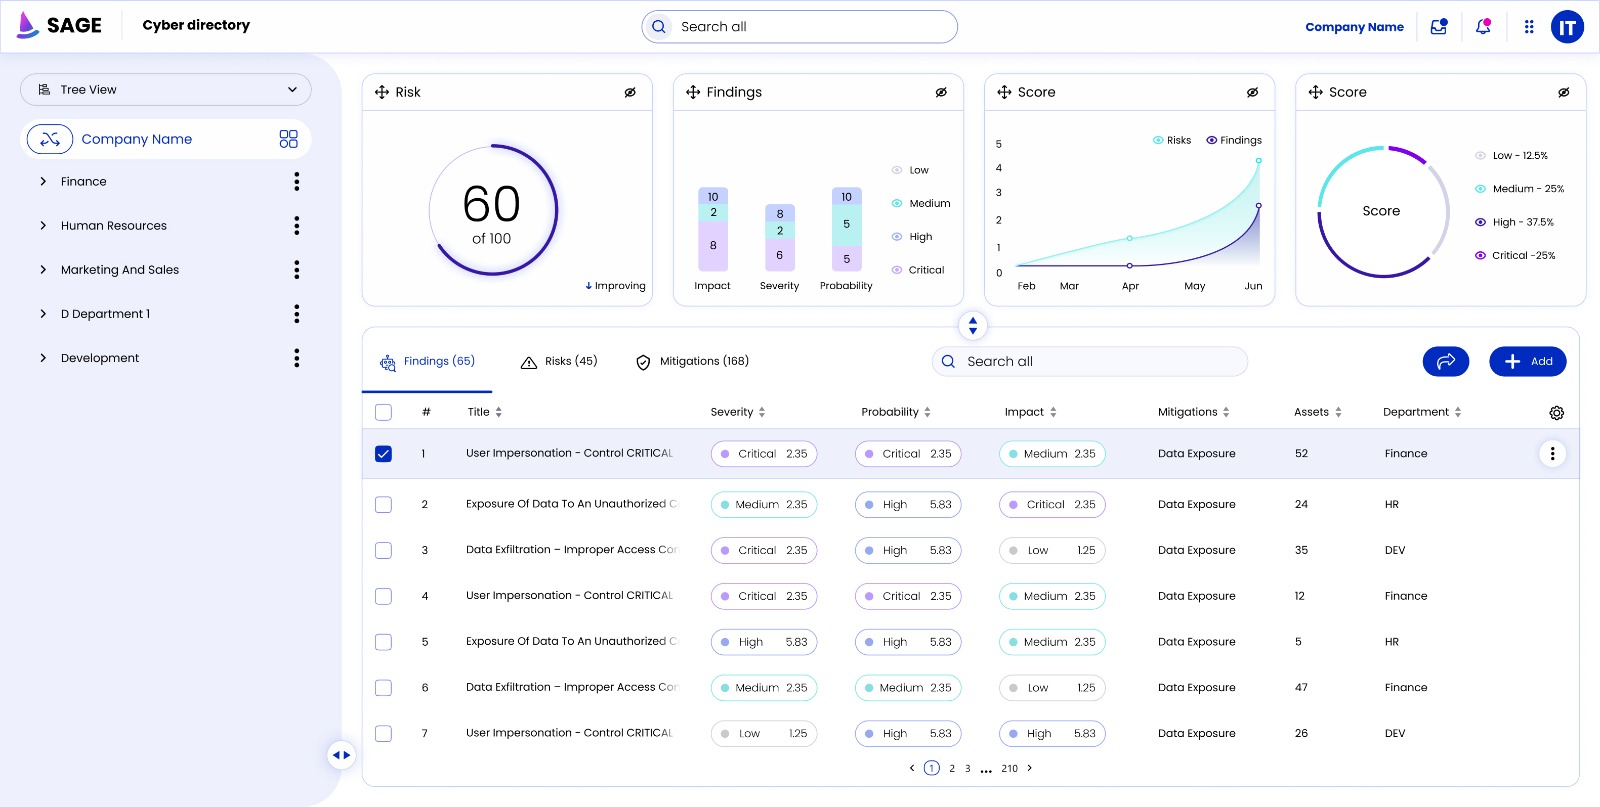 SAGE
Cyber directory
Search all
Company Name
IT
Tree View
Company Name
Finance
Human Resources
Marketing And Sales
D Department 1
Development
Risk
60
of 100
Improving
Findings
10
2
8
8
2
6
10
5
5
Impact
Severity
Probability
Low
Medium
High
Critical
Score
Risks
Findings
5
4
3
2
1
0
Feb
Mar
Apr
May
Jun
Score
Score
Low - 12.5%
Medium - 25%
High - 37.5%
Critical -25%
Findings (65)
Risks (45)
Mitigations (168)
Search all
Add
# Title Severity Probability Impact Mitigations Assets Department
1 User Impersonation - Control CRITICAL Critical 2.35 Critical 2.35 Medium 2.35 Data Exposure 52 Finance
2 Exposure Of Data To An Unauthorized C Medium 2.35 High 5.83 Critical 2.35 Data Exposure 24 HR
3 Data Exfiltration – Improper Access Con Critical 2.35 High 5.83 Low 1.25 Data Exposure 35 DEV
4 User Impersonation - Control CRITICAL Critical 2.35 Critical 2.35 Medium 2.35 Data Exposure 12 Finance
5 Exposure Of Data To An Unauthorized C High 5.83 High 5.83 Medium 2.35 Data Exposure 5 HR
6 Data Exfiltration – Improper Access Con Medium 2.35 Medium 2.35 Low 1.25 Data Exposure 47 Finance
7 User Impersonation - Control CRITICAL Low 1.25 High 5.83 High 5.83 Data Exposure 26 DEV
1 2 3 ... 210